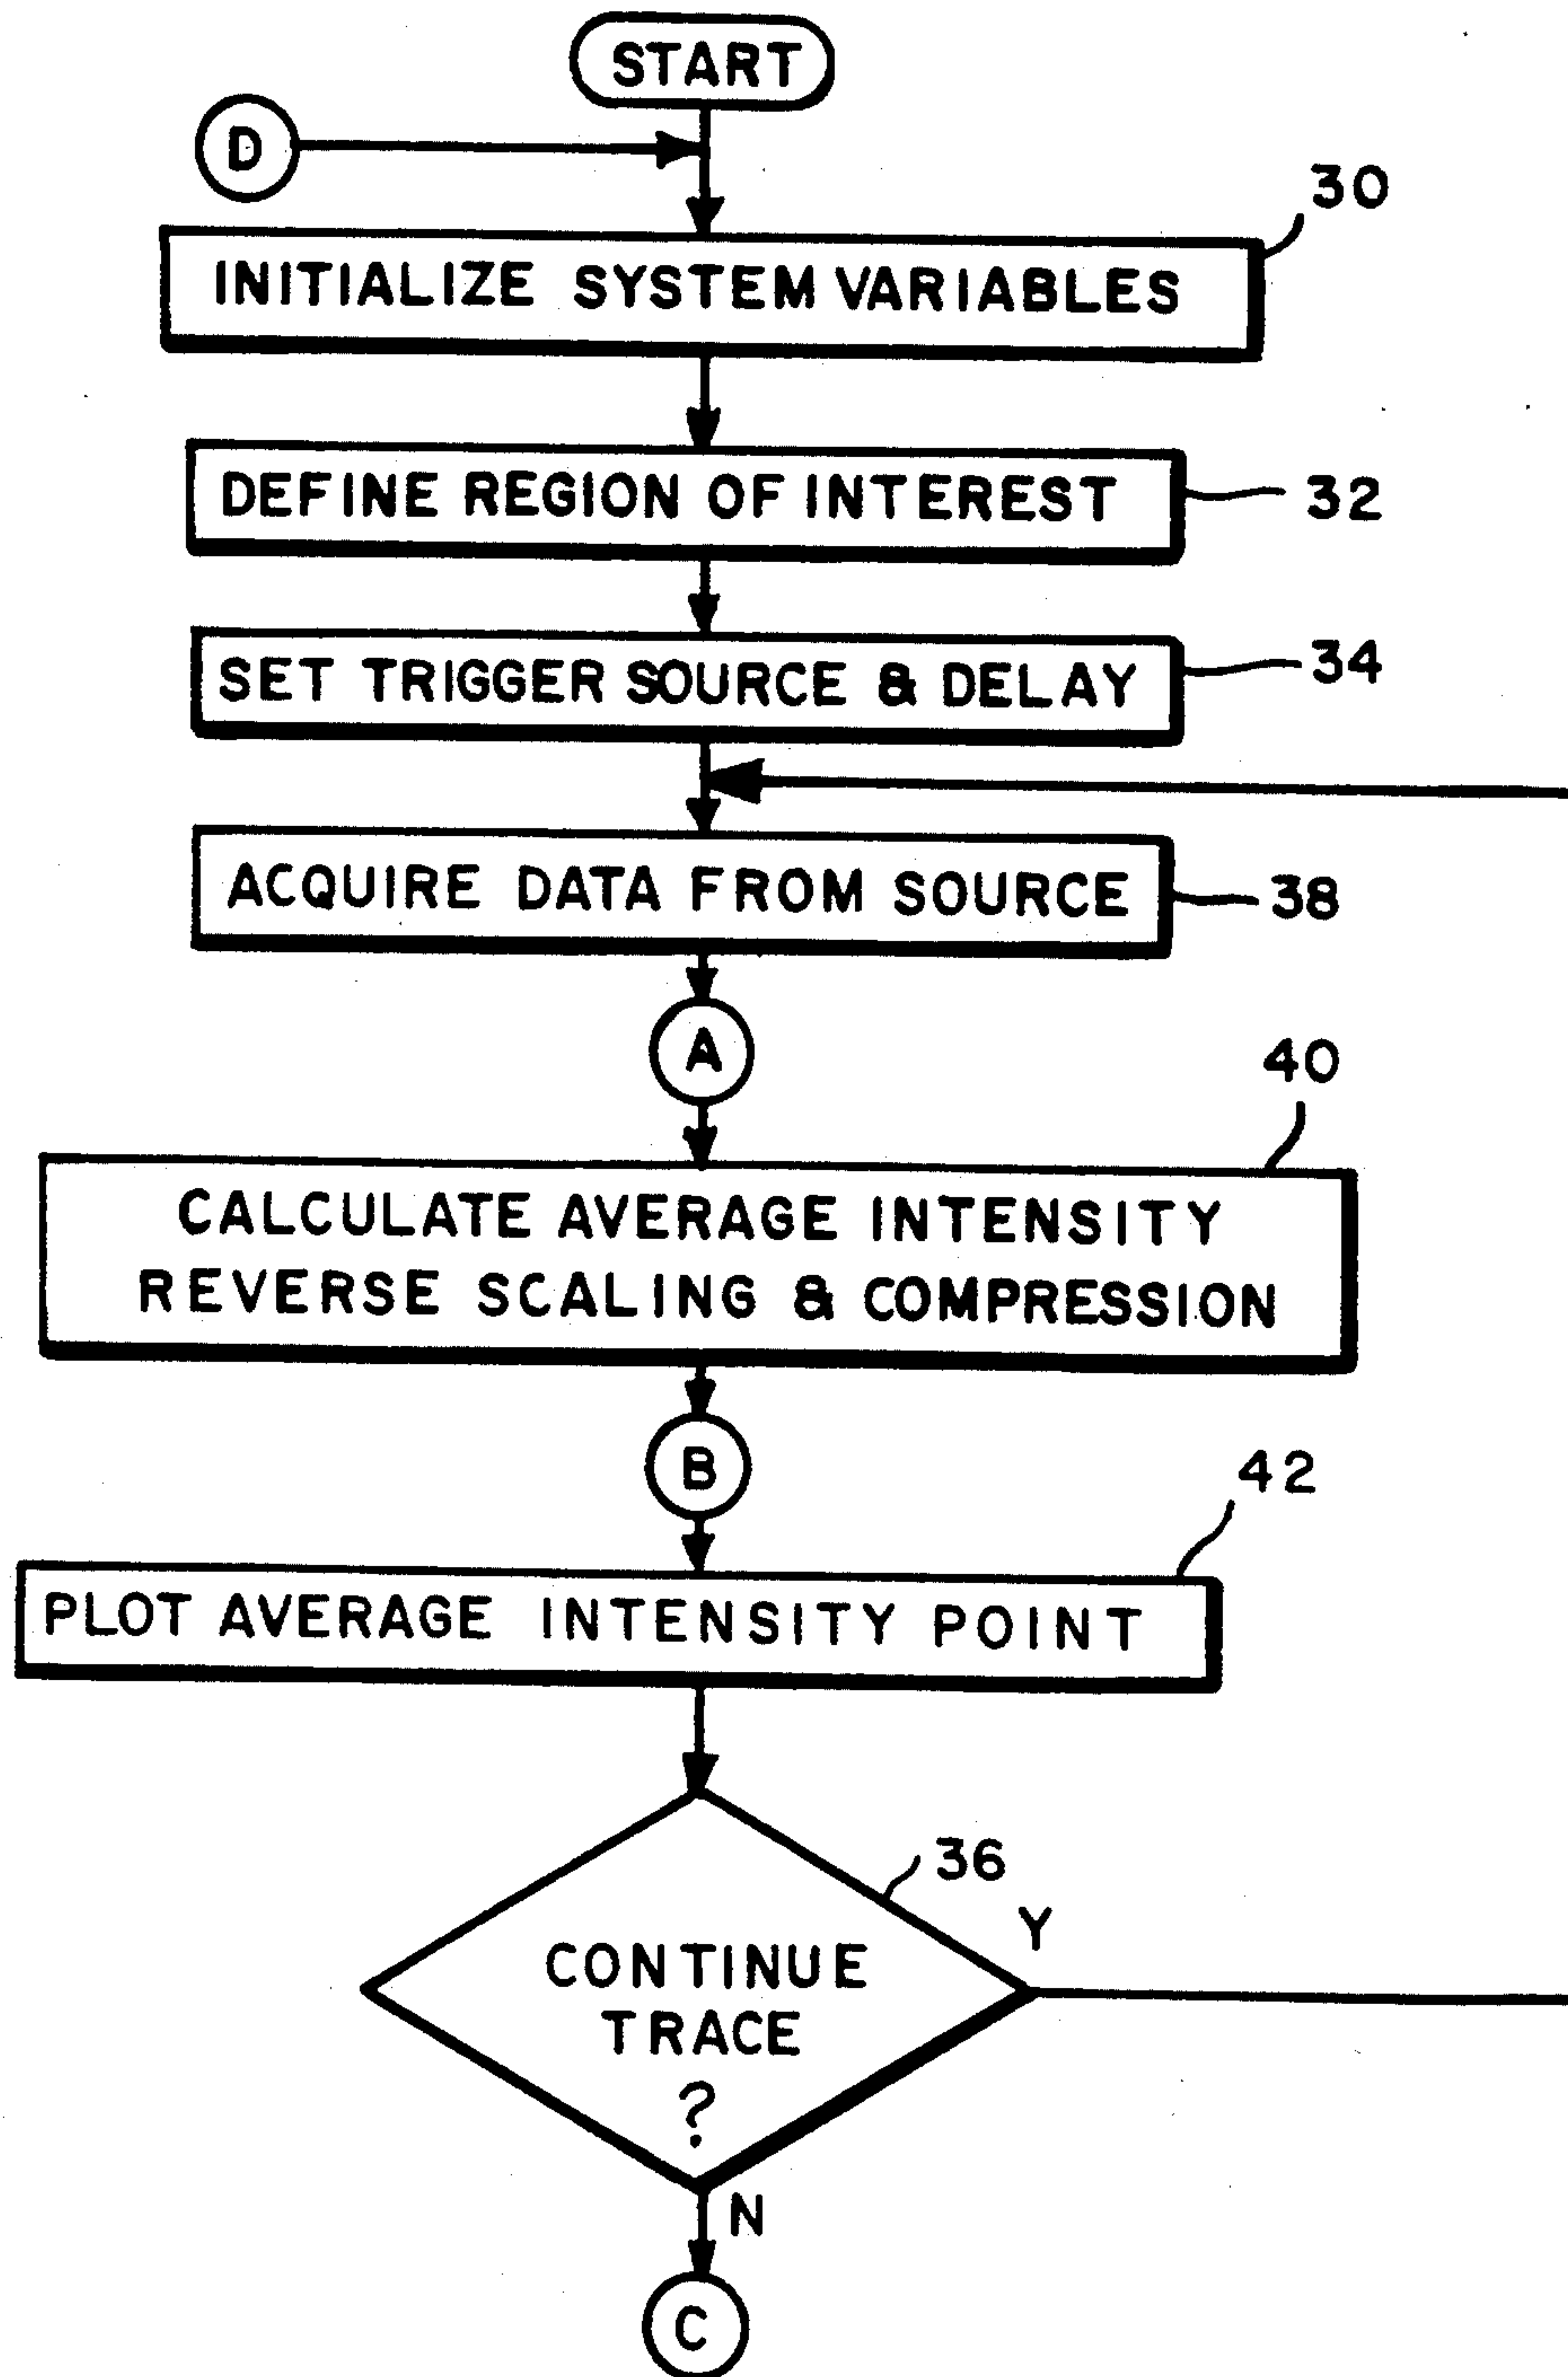 START
D
30
INITIALIZE SYSTEM VARIABLES
DEFINE REGION OF INTEREST
32
SET TRIGGER SOURCE & DELAY
34
ACQUIRE DATA FROM SOURCE
38
A
40
CALCULATE AVERAGE INTENSITY
REVERSE SCALING & COMPRESSION
B
42
PLOT AVERAGE INTENSITY POINT
36
Y
CONTINUE
TRACE
?
N
C